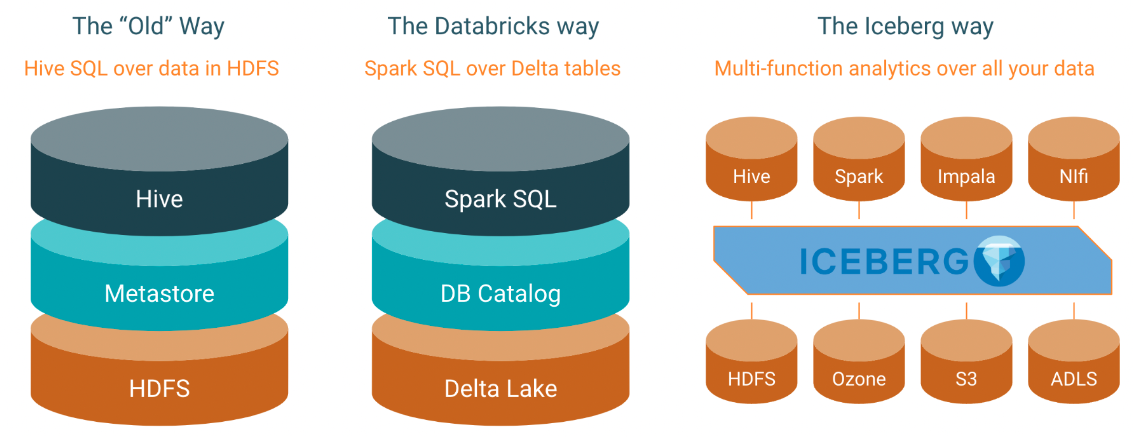 The “Old” Way
Hive SQL over data in HDFS
Hive
Metastore
HDFS
The Databricks way
Spark SQL over Delta tables
Spark SQL
DB Catalog
Delta Lake
The Iceberg way
Multi-function analytics over all your data
Hive
Spark
Impala
NIfi
ICEBERG
HDFS
Ozone
S3
ADLS